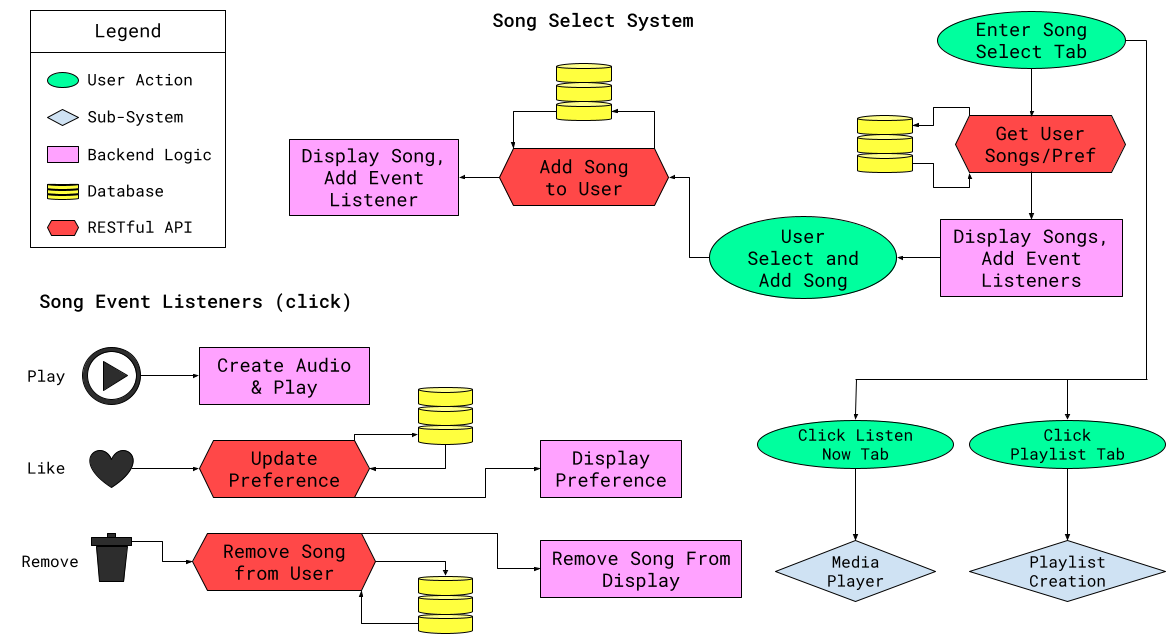 Song Select System
Legend
User Action
Sub-System
Backend Logic
Database
RESTful API
Enter Song
Select Tab
Get User
Songs/Pref
Display Songs,
Add Event
Listeners
User
Select and
Add Song
Add Song
to User
Display Song,
Add Event
Listener
Song Event Listeners (click)
Play
Create Audio
& Play
Like
Update
Preference
Display
Preference
Remove
Remove Song
from User
Remove Song From
Display
Click Listen
Now Tab
Click
Playlist Tab
Media
Player
Playlist
Creation